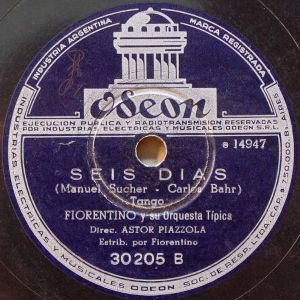 INDUSTRIA ARGENTINA
MARCA REGISTRADA
Odeon
EJECUCION PUBLICA Y RADIOTRANSMISION RESERVADAS
POR INDUSTRIAS ELECTRICAS Y MUSICALES ODEON S.R.L.
e 14947
SEIS DIAS
(Manuel Sucher - Carlos Bahr)
Tango
FIORENTINO y su Orquesta Típica
Direc. ASTOR PIAZZOLA
Estrib. por Fiorentino
30205 B
INDUSTRIAS ELECTRICAS Y MUSICALES ODEON SOC. DE RESP. LTDA. CAP. $ 750.000 - BS. AIRES